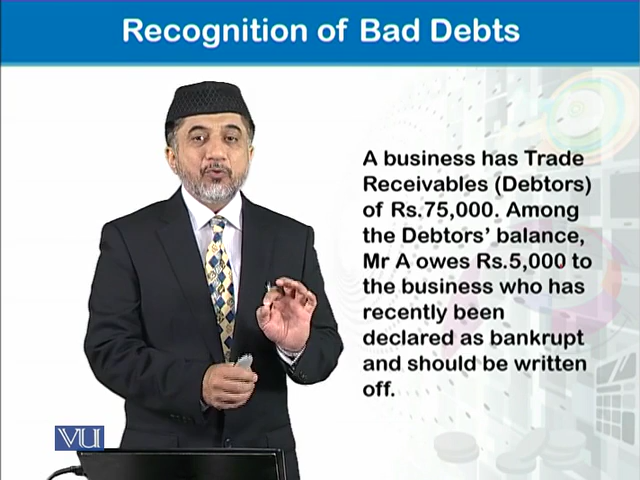 Recognition of Bad Debts
A business has Trade
Receivables (Debtors)
of Rs.75,000. Among
the Debtors' balance,
Mr A owes Rs.5,000 to
the business who has
recently been
declared as bankrupt
and should be written
off.
VU